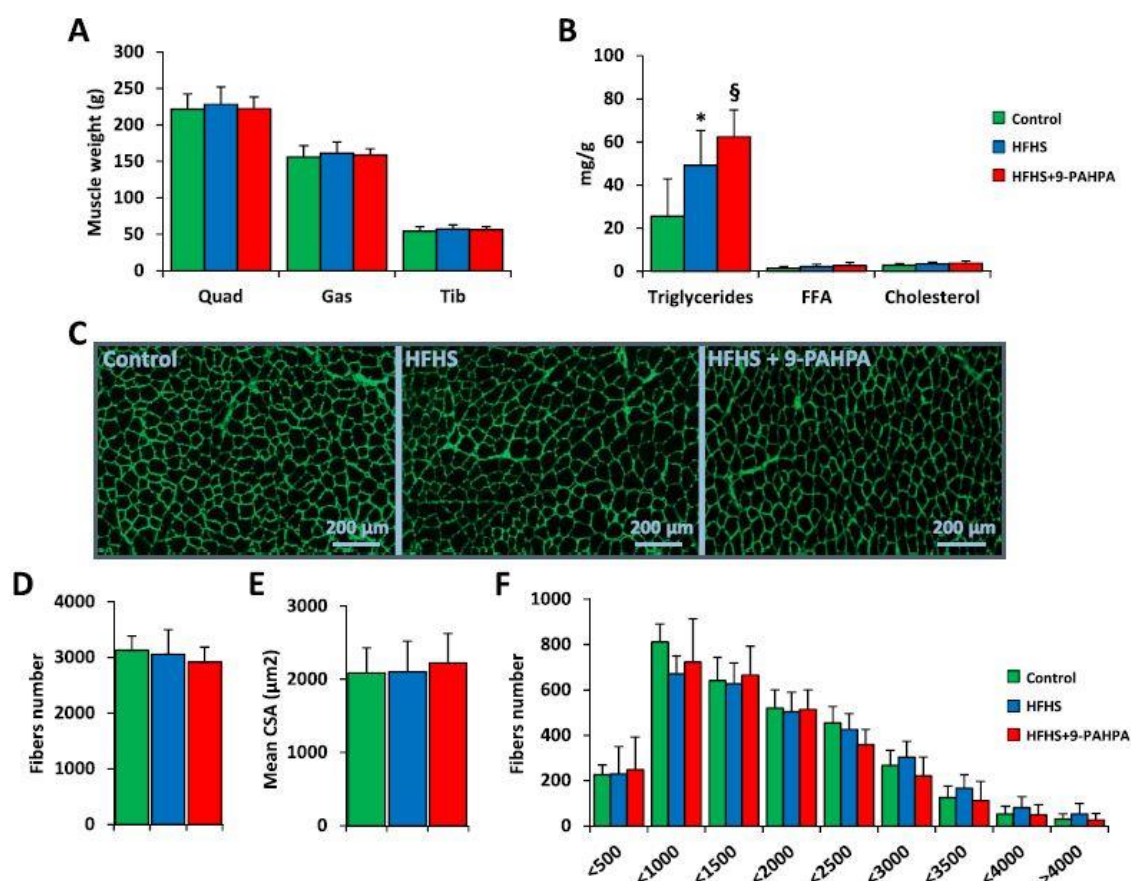 A
Muscle weight (g)
300
250
200
150
100
50
0
Quad Gas Tib
B
mg/g
100
80
60
40
20
0
*
§
Triglycerides FFA Cholesterol
Control
HFHS
HFHS+9-PAHPA
C
Control HFHS HFHS + 9-PAHPA
200 µm 200 µm 200 µm
D
Fibers number
4000
3000
2000
1000
0
E
Mean CSA (µm2)
3000
2000
1000
0
F
Fibers number
1000
800
600
400
200
0
Control
HFHS
HFHS+9-PAHPA
<500 <1000 <1500 <2000 <2500 <3000 <3500 <4000 >4000